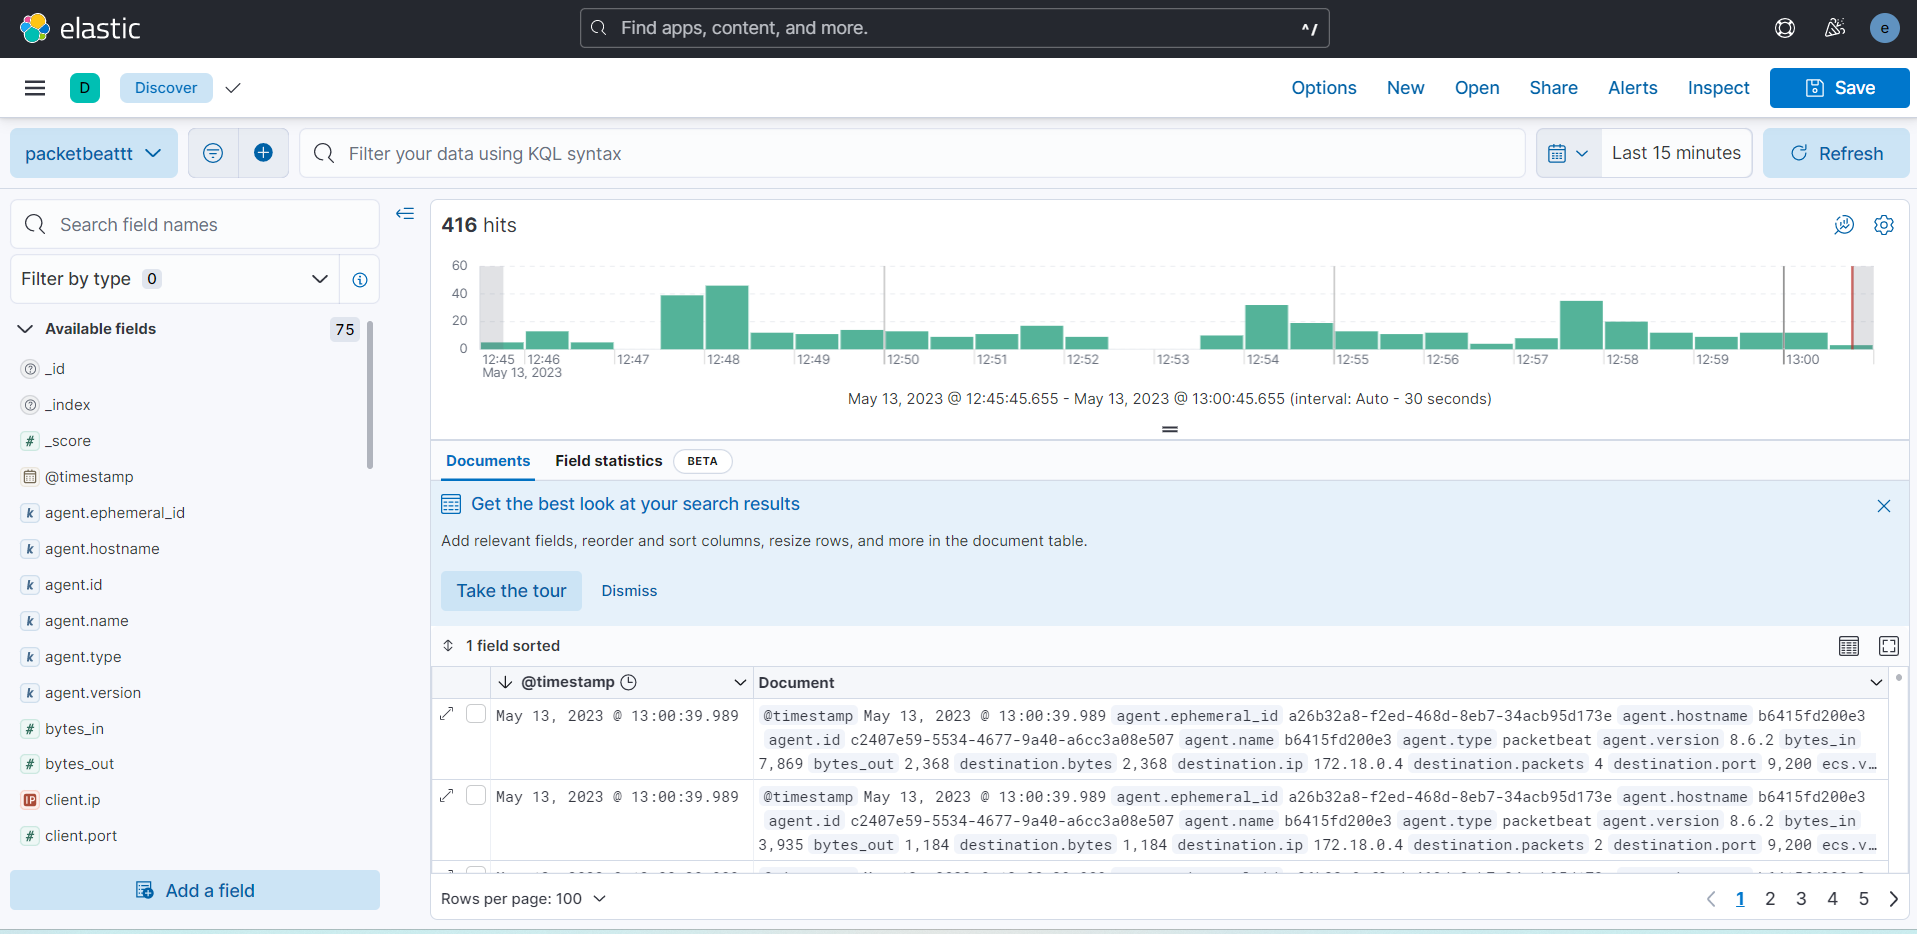 elastic
Find apps, content, and more.
^/
e
D
Discover
Options
New
Open
Share
Alerts
Inspect
Save
packetbeattt
Filter your data using KQL syntax
Last 15 minutes
Refresh
Search field names
Filter by type 0
Available fields 75
_id
_index
_score
@timestamp
agent.ephemeral_id
agent.hostname
agent.id
agent.name
agent.type
agent.version
bytes_in
bytes_out
client.ip
client.port
Add a field
416 hits
60
40
20
0
12:45 12:46 12:47 12:48 12:49 12:50 12:51 12:52 12:53 12:54 12:55 12:56 12:57 12:58 12:59 13:00
May 13, 2023
May 13, 2023 @ 12:45:45.655 - May 13, 2023 @ 13:00:45.655 (interval: Auto - 30 seconds)
Documents
Field statistics
BETA
Get the best look at your search results
Add relevant fields, reorder and sort columns, resize rows, and more in the document table.
Take the tour
Dismiss
1 field sorted
@timestamp
Document
May 13, 2023 @ 13:00:39.989
@timestamp May 13, 2023 @ 13:00:39.989 agent.ephemeral_id a26b32a8-f2ed-468d-8eb7-34acb95d173e agent.hostname b6415fd200e3
agent.id c2407e59-5534-4677-9a40-a6cc3a08e507 agent.name b6415fd200e3 agent.type packetbeat agent.version 8.6.2 bytes_in
7,869 bytes_out 2,368 destination.bytes 2,368 destination.ip 172.18.0.4 destination.packets 4 destination.port 9,200 ecs.v…
May 13, 2023 @ 13:00:39.989
@timestamp May 13, 2023 @ 13:00:39.989 agent.ephemeral_id a26b32a8-f2ed-468d-8eb7-34acb95d173e agent.hostname b6415fd200e3
agent.id c2407e59-5534-4677-9a40-a6cc3a08e507 agent.name b6415fd200e3 agent.type packetbeat agent.version 8.6.2 bytes_in
3,935 bytes_out 1,184 destination.bytes 1,184 destination.ip 172.18.0.4 destination.packets 2 destination.port 9,200 ecs.v…
Rows per page: 100
1 2 3 4 5